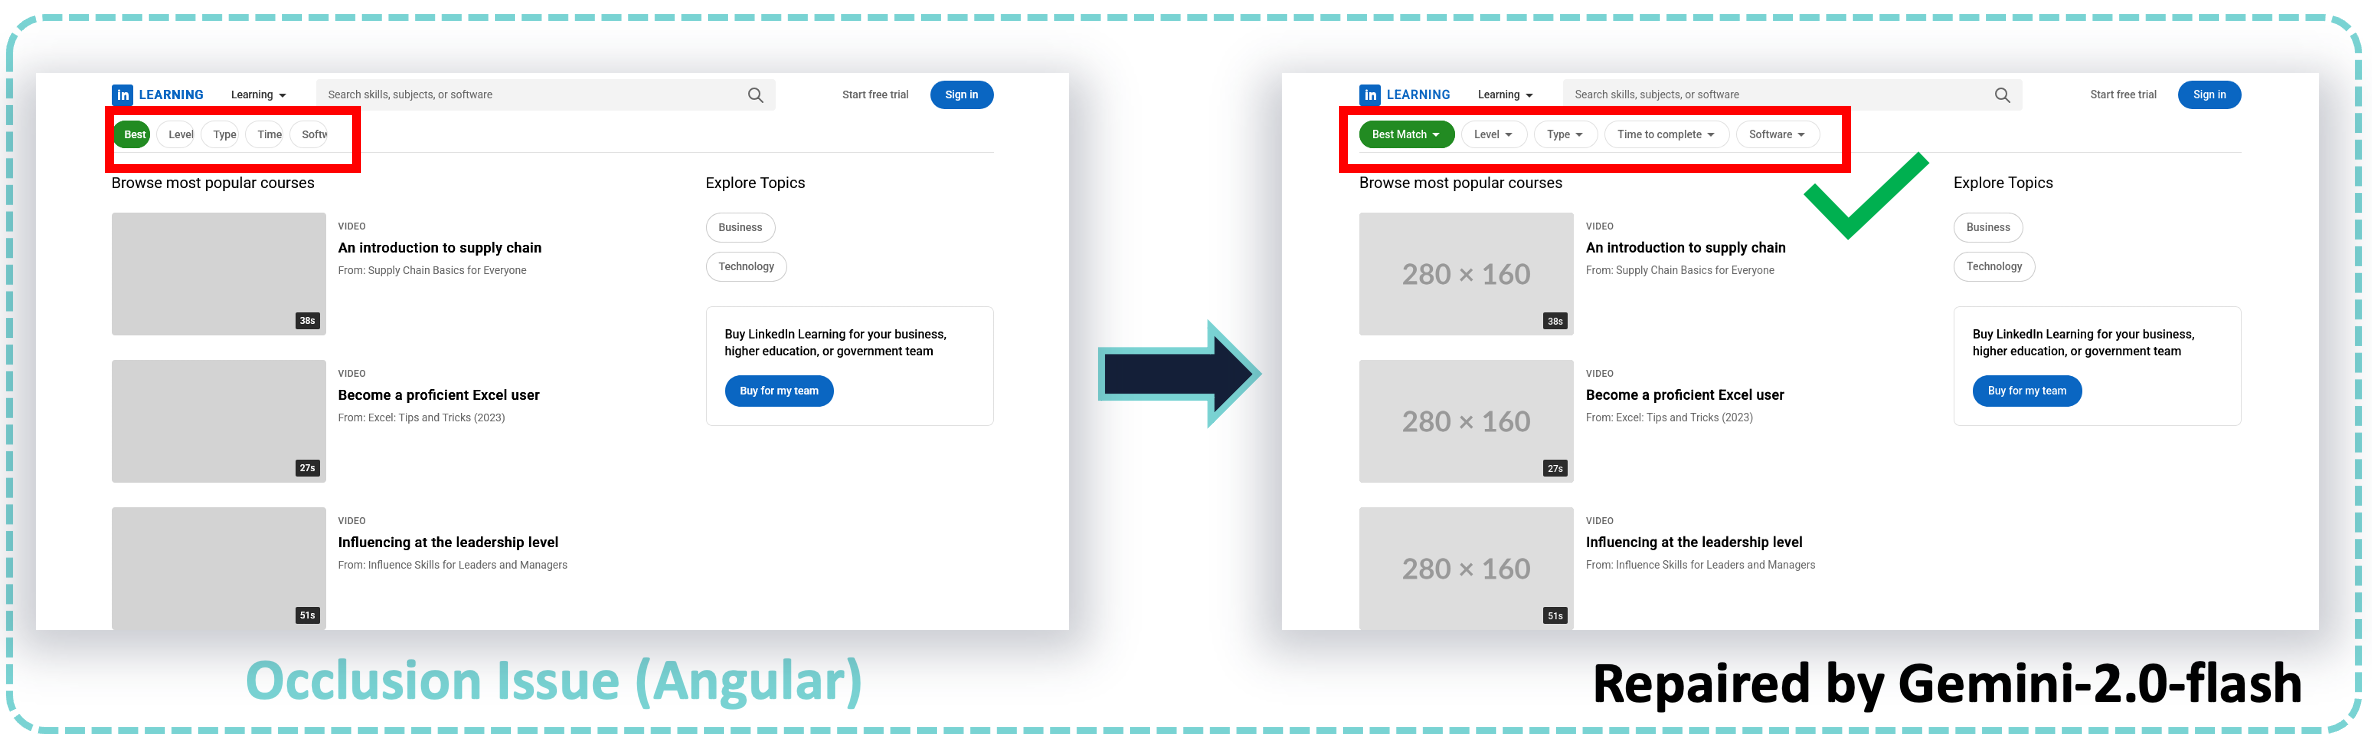 in LEARNING Learning Search skills, subjects, or software Start free trial Sign in
Best Level Type Time Softw
Browse most popular courses
Explore Topics
VIDEO
An introduction to supply chain
From: Supply Chain Basics for Everyone
38s
Business
Technology
VIDEO
Become a proficient Excel user
From: Excel: Tips and Tricks (2023)
27s
Buy LinkedIn Learning for your business,
higher education, or government team
Buy for my team
VIDEO
Influencing at the leadership level
From: Influence Skills for Leaders and Managers
51s
Occlusion Issue (Angular)
in LEARNING Learning Search skills, subjects, or software Start free trial Sign in
Best Match Level Type Time to complete Software
Browse most popular courses
Explore Topics
280 × 160
VIDEO
An introduction to supply chain
From: Supply Chain Basics for Everyone
38s
Business
Technology
280 × 160
VIDEO
Become a proficient Excel user
From: Excel: Tips and Tricks (2023)
27s
Buy LinkedIn Learning for your business,
higher education, or government team
Buy for my team
280 × 160
VIDEO
Influencing at the leadership level
From: Influence Skills for Leaders and Managers
51s
Repaired by Gemini-2.0-flash